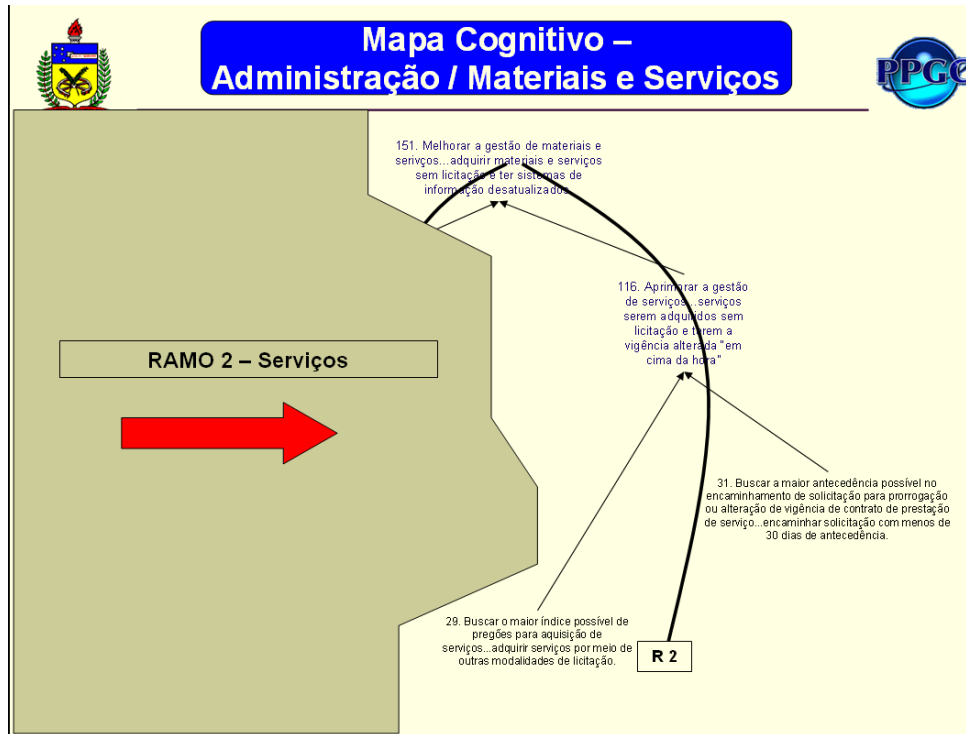 Mapa Cognitivo –
Administração / Materiais e Serviços
PPGC
151. Melhorar a gestão de materiais e
serivços...adquirir materiais e serviços
sem licitação e ter sistemas de
informação desatualizados.
116. Aprimorar a gestão
de serviços...serviços
serem adquiridos sem
licitação e terem a
vigência alterada "em
cima da hora"
RAMO 2 – Serviços
31. Buscar a maior antecedência possível no
encaminhamento de solicitação para prorrogação
ou alteração de vigência de contrato de prestação
de serviço...encaminhar solicitação com menos de
30 dias de antecedência.
29. Buscar o maior índice possível de
pregões para aquisição de
serviços...adquirir serviços por meio de
outras modalidades de licitação.
R 2